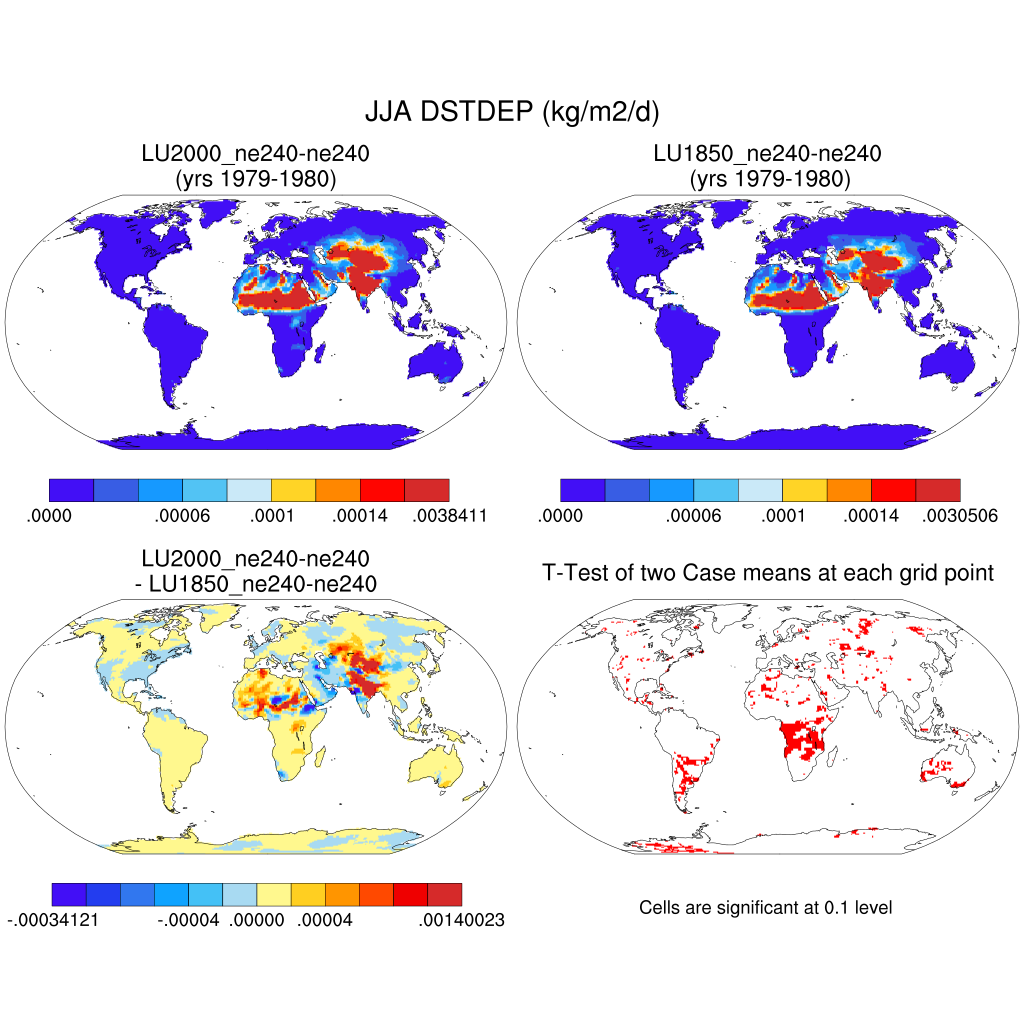 JJA DSTDEP (kg/m2/d)
LU2000_ne240-ne240
(yrs 1979-1980)
LU1850_ne240-ne240
(yrs 1979-1980)
.0000 .00006 .0001 .00014 .0038411
.0000 .00006 .0001 .00014 .0030506
LU2000_ne240-ne240
- LU1850_ne240-ne240
T-Test of two Case means at each grid point
-.00034121 -.00004 .00000 .00004 .00140023
Cells are significant at 0.1 level